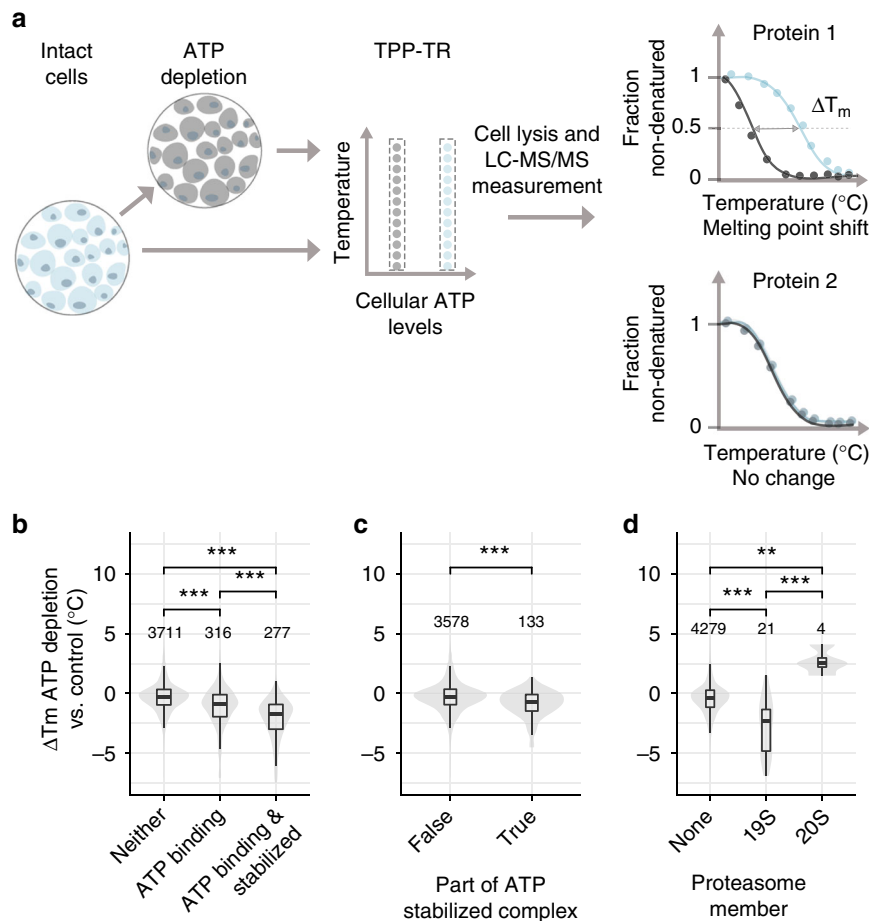 a
Intact
cells
ATP
depletion
TPP-TR
Temperature
Cellular ATP
levels
Cell lysis and
LC-MS/MS
measurement
Protein 1
Fraction
non-denatured
1
0.5
0
ΔTm
Temperature (°C)
Melting point shift
Protein 2
Fraction
non-denatured
1
0
Temperature (°C)
No change
b
ΔTm ATP depletion
vs. control (°C)
10
5
0
−5
***
***
***
3711
316
277
Neither
ATP binding
ATP binding &
stabilized
c
10
5
0
−5
***
3578
133
False
True
Part of ATP
stabilized complex
d
10
5
0
−5
**
***
***
4279
21
4
None
19S
20S
Proteasome
member